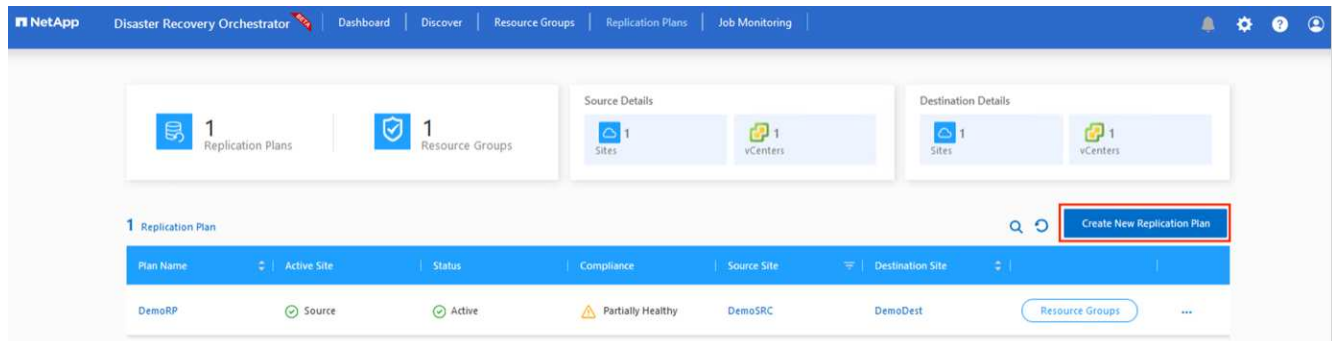 NetApp Disaster Recovery Orchestrator BETA Dashboard Discover Resource Groups Replication Plans Job Monitoring
Source Details Destination Details
1 Replication Plans
1 Resource Groups
1 Sites
1 vCenters
1 Sites
1 vCenters
1 Replication Plan Create New Replication Plan
Plan Name Active Site Status Compliance Source Site Destination Site
DemoRP Source Active Partially Healthy DemoSRC DemoDest Resource Groups ...